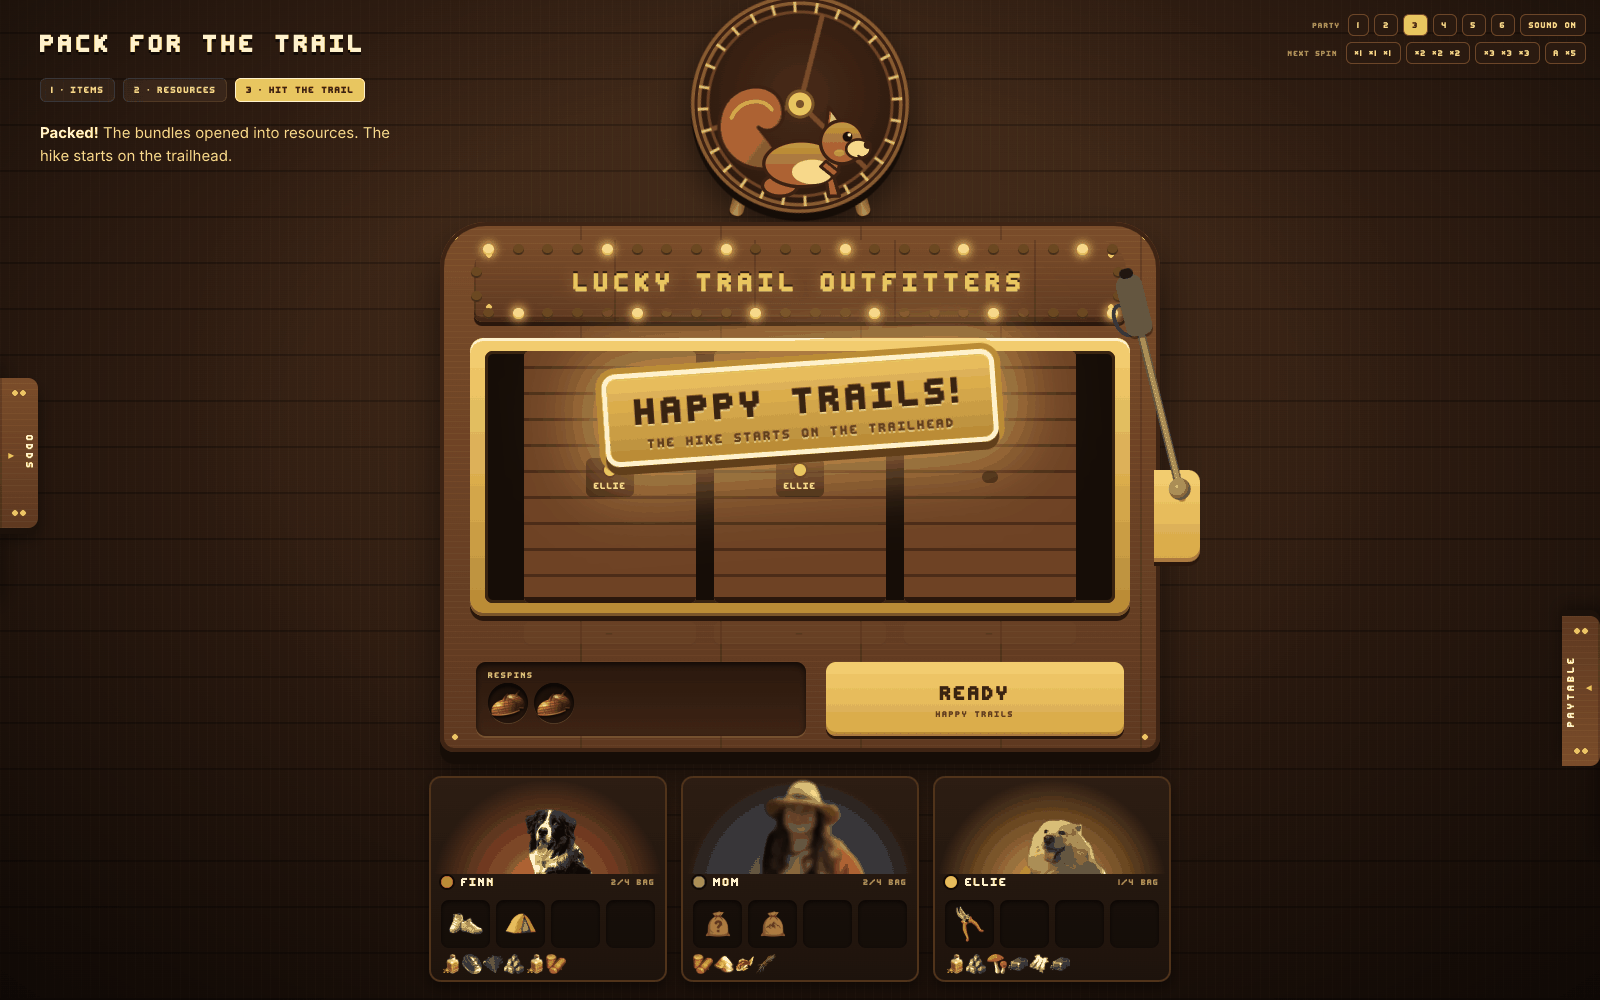 PACK FOR THE TRAIL
1 · ITEMS
2 · RESOURCES
3 · HIT THE TRAIL
Packed! The bundles opened into resources. The
hike starts on the trailhead.
PARTY
1
2
3
4
5
6
SOUND ON
NEXT SPIN
×1 ×1 ×1
×2 ×2 ×2
×3 ×3 ×3
A ×5
LUCKY TRAIL OUTFITTERS
HAPPY TRAILS!
THE HIKE STARTS ON THE TRAILHEAD
ELLIE
ELLIE
ODDS
PAYTABLE
RESPINS
READY
HAPPY TRAILS
FINN
2/4 BAG
MOM
2/4 BAG
ELLIE
1/4 BAG